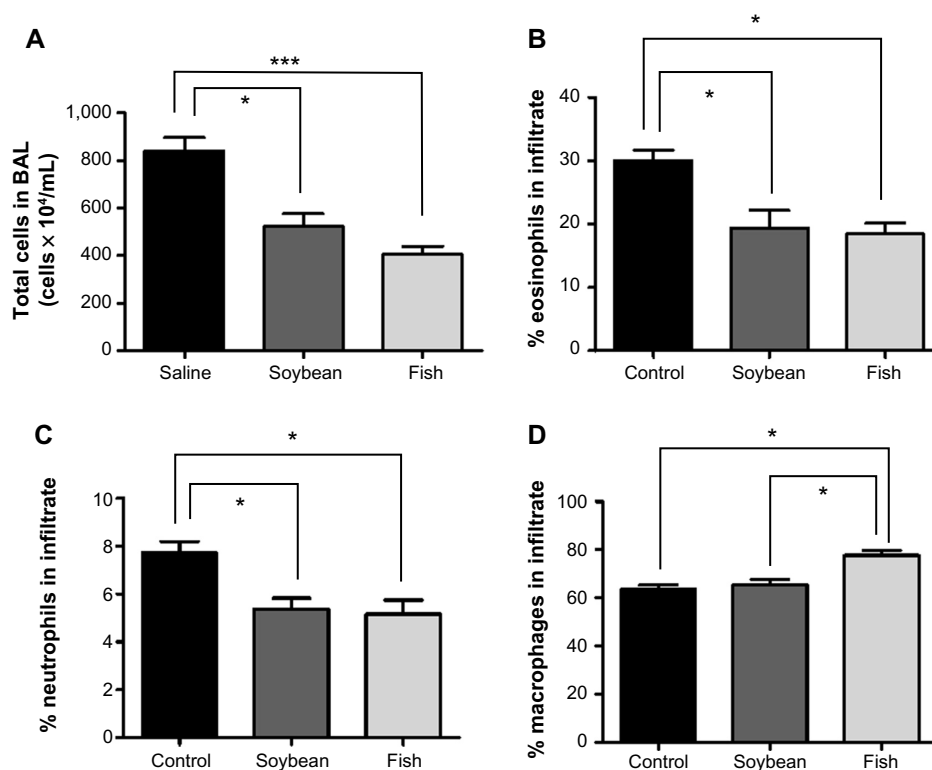 A
Total cells in BAL
(cells × 10⁴/mL)
1,000
800
600
400
200
0
***
*
Saline
Soybean
Fish
B
% eosinophils in infiltrate
40
30
20
10
0
*
*
Control
Soybean
Fish
C
% neutrophils in infiltrate
10
8
6
4
2
0
*
*
Control
Soybean
Fish
D
% macrophages in infiltrate
100
80
60
40
20
0
*
*
Control
Soybean
Fish